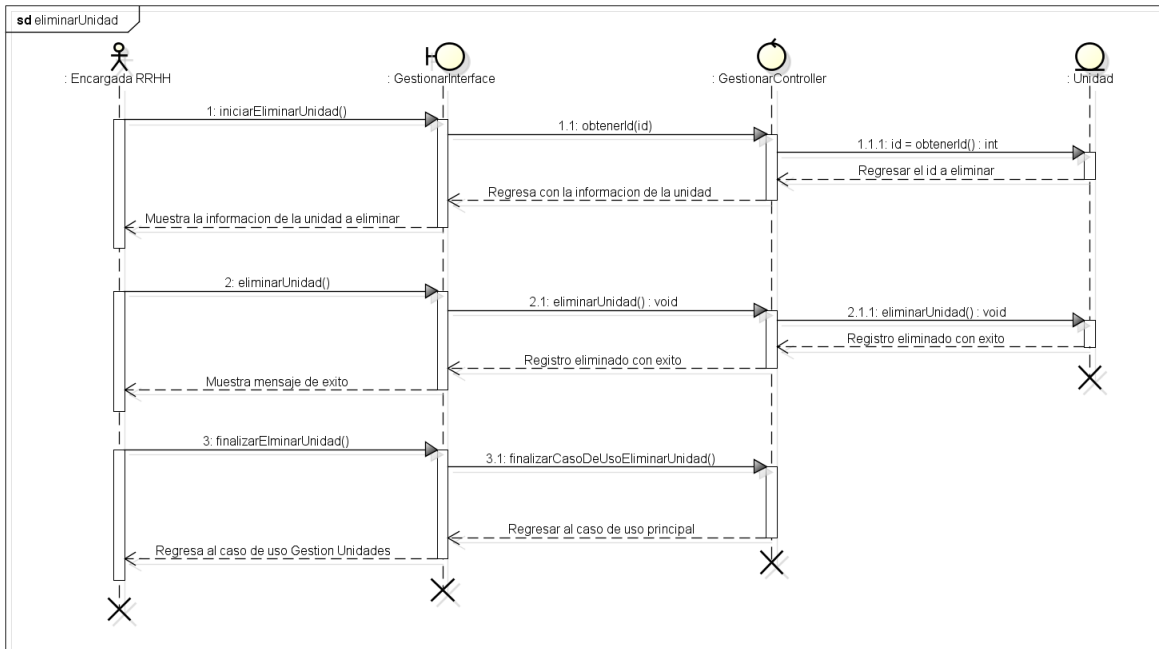 sd eliminarUnidad
: Encargada RRHH
: GestionarInterface
: GestionarController
: Unidad
1: iniciarEliminarUnidad()
1.1: obtenerId(id)
1.1.1: id = obtenerId() : int
Regresar el id a eliminar
Regresa con la informacion de la unidad
Muestra la informacion de la unidad a eliminar
2: eliminarUnidad()
2.1: eliminarUnidad() : void
2.1.1: eliminarUnidad() : void
Registro eliminado con exito
Registro eliminado con exito
Muestra mensaje de exito
3: finalizarElminarUnidad()
3.1: finalizarCasoDeUsoEliminarUnidad()
Regresar al caso de uso principal
Regresa al caso de uso Gestion Unidades